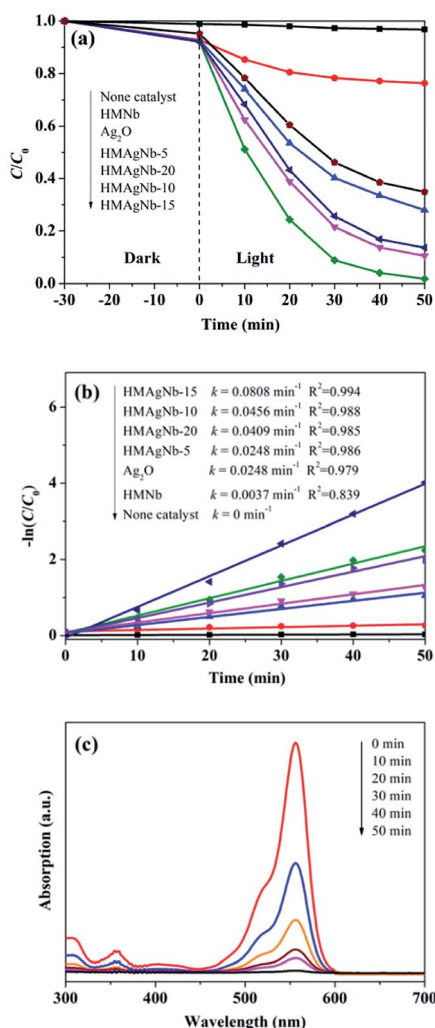 (a)
C/C0
1.0
0.8
0.6
0.4
0.2
0.0
None catalyst
HMNb
Ag2O
HMAgNb-5
HMAgNb-20
HMAgNb-10
HMAgNb-15
Dark
Light
-30 -20 -10 0 10 20 30 40 50
Time (min)
(b)
-ln(C/C0)
6
4
2
0
HMAgNb-15 k = 0.0808 min-1 R2=0.994
HMAgNb-10 k = 0.0456 min-1 R2=0.988
HMAgNb-20 k = 0.0409 min-1 R2=0.985
HMAgNb-5 k = 0.0248 min-1 R2=0.986
Ag2O k = 0.0248 min-1 R2=0.979
HMNb k = 0.0037 min-1 R2=0.839
None catalyst k = 0 min-1
0 10 20 30 40 50
Time (min)
(c)
Absorption (a.u.)
0 min
10 min
20 min
30 min
40 min
50 min
300 400 500 600 700
Wavelength (nm)